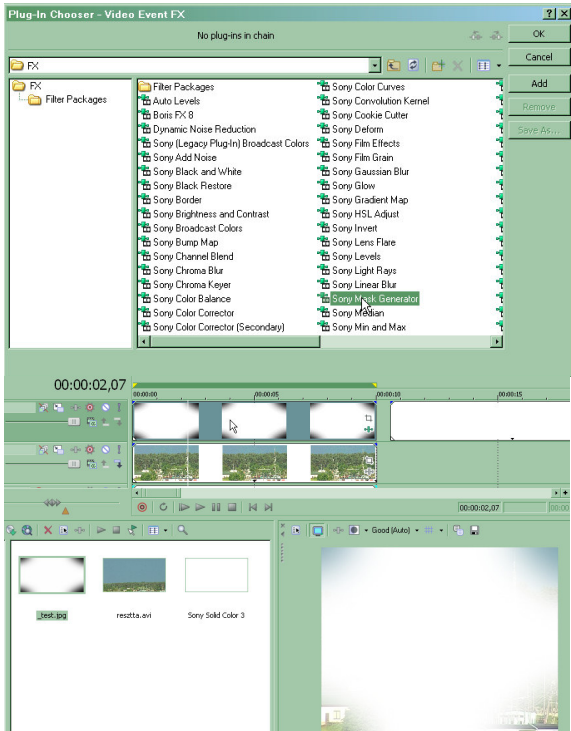 Plug-In Chooser - Video Event FX
No plug-ins in chain
OK
Cancel
Add
Remove
Save As...
FX
FX
Filter Packages
Filter Packages
Auto Levels
Boris FX 8
Dynamic Noise Reduction
Sony (Legacy Plug-In) Broadcast Colors
Sony Add Noise
Sony Black and White
Sony Black Restore
Sony Border
Sony Brightness and Contrast
Sony Broadcast Colors
Sony Bump Map
Sony Channel Blend
Sony Chroma Blur
Sony Chroma Keyer
Sony Color Balance
Sony Color Corrector
Sony Color Corrector (Secondary)
Sony Color Curves
Sony Convolution Kernel
Sony Cookie Cutter
Sony Deform
Sony Film Effects
Sony Film Grain
Sony Gaussian Blur
Sony Glow
Sony Gradient Map
Sony HSL Adjust
Sony Invert
Sony Lens Flare
Sony Levels
Sony Light Rays
Sony Linear Blur
Sony Mask Generator
Sony Median
Sony Min and Max
00:00:02,07
00:00:00
00:00:05
00:00:10
00:00:15
00:00:02,07
00:00
Good (Auto)
_test.jpg
resztta.avi
Sony Solid Color 3